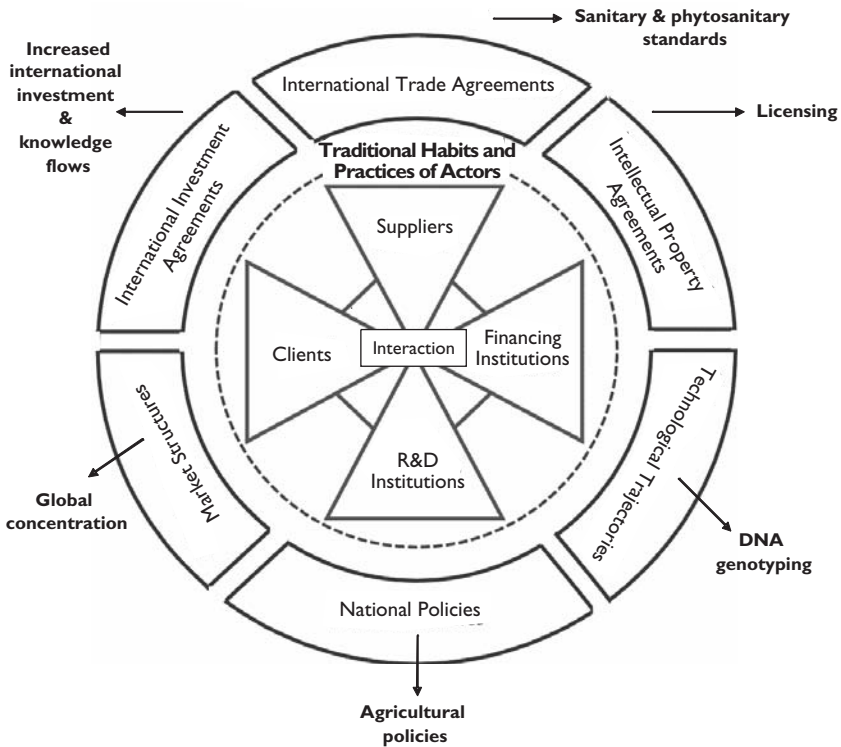 Sanitary & phytosanitary
standards
Increased
international
investment
&
knowledge
flows
International Trade Agreements
Licensing
International Investment
Agreements
Intellectual Property
Agreements
Traditional Habits and
Practices of Actors
Suppliers
Clients
Interaction
Financing
Institutions
R&D
Institutions
Market Structures
Technological Trajectories
Global
concentration
DNA
genotyping
National Policies
Agricultural
policies